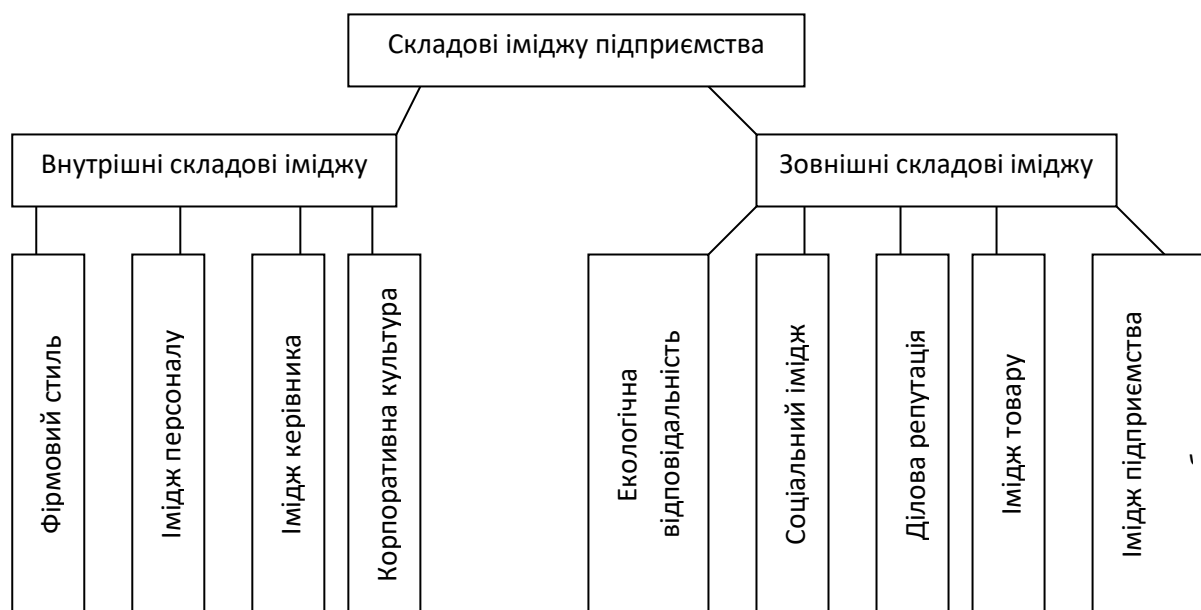 Складові іміджу підприємства
Внутрішні складові іміджу
Зовнішні складові іміджу
Фірмовий стиль
Імідж персоналу
Імідж керівника
Корпоративна культура
Екологічна
відповідальність
Соціальний імідж
Ділова репутація
Імідж товару
Імідж підприємства